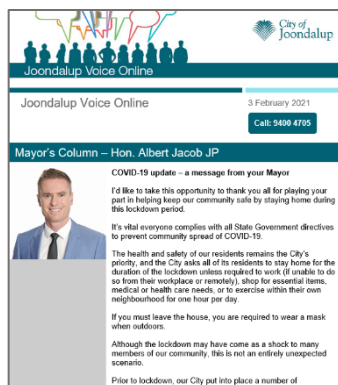 City of
Joondalup
Joondalup Voice Online
Joondalup Voice Online
3 February 2021
Call: 9400 4705
Mayor's Column – Hon. Albert Jacob JP
COVID-19 update – a message from your Mayor
I'd like to take this opportunity to thank you all for playing your
part in helping keep our community safe by staying home during
this lockdown period.
It's vital everyone complies with all State Government directives
to prevent community spread of COVID-19.
The health and safety of our residents remains the City's
priority, and the City asks all of its residents to stay home for the
duration of the lockdown unless required to work (if unable to do
so from their workplace or remotely), shop for essential items,
medical or health care needs, or to exercise within their own
neighbourhood for one hour per day.
If you must leave the house, you are required to wear a mask
when outdoors.
Although the lockdown may have come as a shock to many
members of our community, this is not an entirely unexpected
scenario.
Prior to lockdown, our City put into place a number of